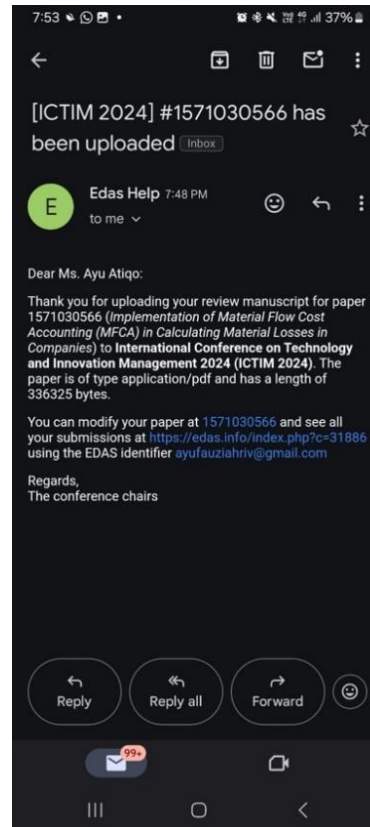 7:53
37%
[ICTIM 2024] #1571030566 has
been uploaded Inbox
E
Edas Help 7:48 PM
to me
Dear Ms. Ayu Atiqo:
Thank you for uploading your review manuscript for paper
1571030566 (Implementation of Material Flow Cost
Accounting (MFCA) in Calculating Material Losses in
Companies) to International Conference on Technology
and Innovation Management 2024 (ICTIM 2024). The
paper is of type application/pdf and has a length of
336325 bytes.
You can modify your paper at 1571030566 and see all
your submissions at https://edas.info/index.php?c=31886
using the EDAS identifier ayufauziahriv@gmail.com
Regards,
The conference chairs
Reply
Reply all
Forward
99+